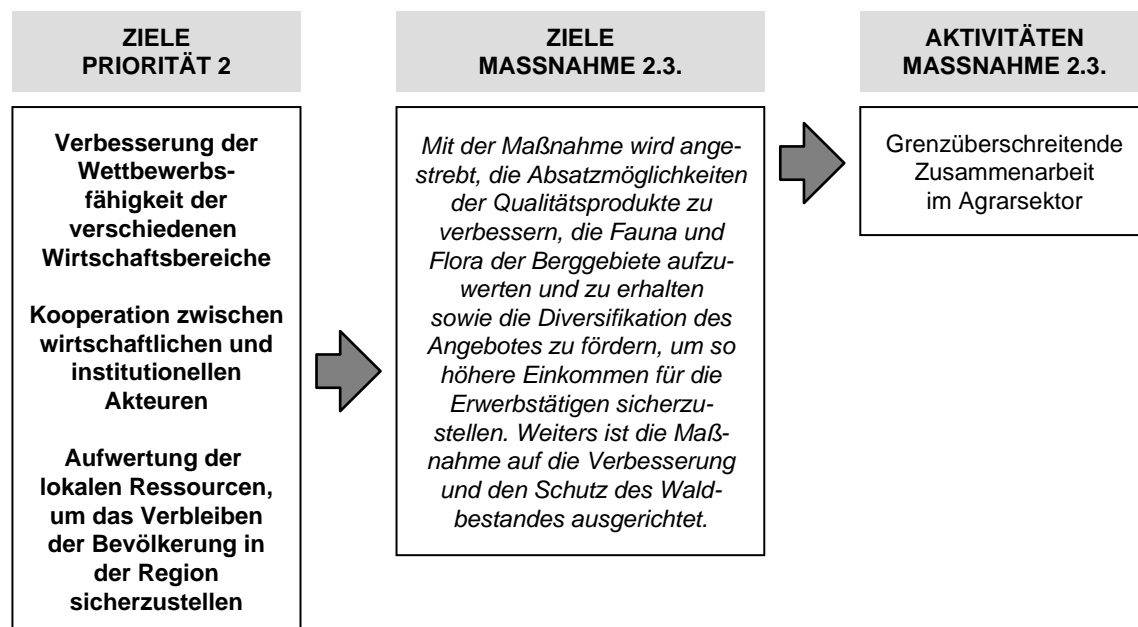 ZIELE
PRIORITÄT 2
Verbesserung der
Wettbewerbs-
fähigkeit der
verschiedenen
Wirtschaftsbereiche
Kooperation zwischen
wirtschaftlichen und
institutionellen
Akteuren
Aufwertung der
lokalen Ressourcen,
um das Verbleiben
der Bevölkerung in
der Region
sicherzustellen
ZIELE
MASSNAHME 2.3.
Mit der Maßnahme wird ange-
strebt, die Absatzmöglichkeiten
der Qualitätsprodukte zu
verbessern, die Fauna und
Flora der Berggebiete aufzu-
werten und zu erhalten
sowie die Diversifikation des
Angebotes zu fördern, um so
höhere Einkommen für die
Erwerbstätigen sicherzu-
stellen. Weiters ist die Maß-
nahme auf die Verbesserung
und den Schutz des Wald-
bestandes ausgerichtet.
AKTIVITÄTEN
MASSNAHME 2.3.
Grenzüberschreitende
Zusammenarbeit
im Agrarsektor